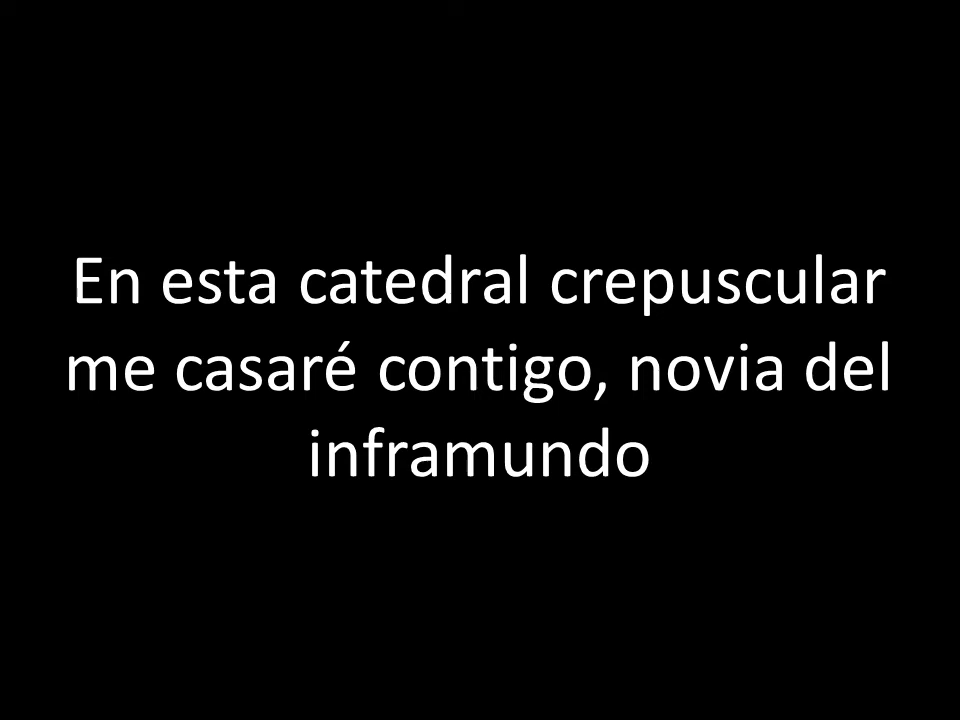 En esta catedral crepuscular
me casaré contigo, novia del
inframundo